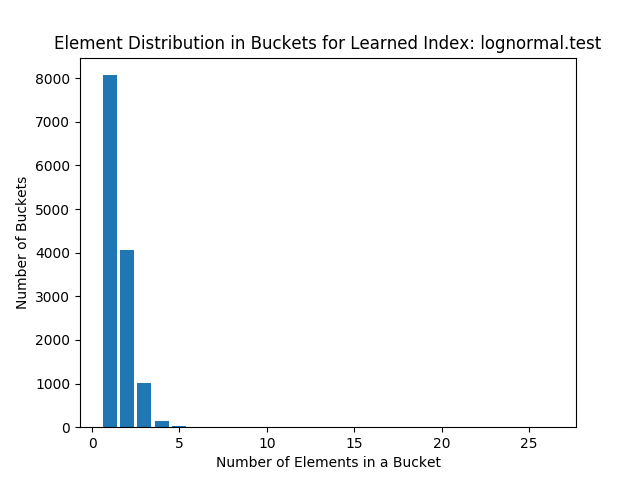 Element Distribution in Buckets for Learned Index: lognormal.test
8000
7000
6000
5000
4000
3000
2000
1000
0
Number of Buckets
0 5 10 15 20 25
Number of Elements in a Bucket